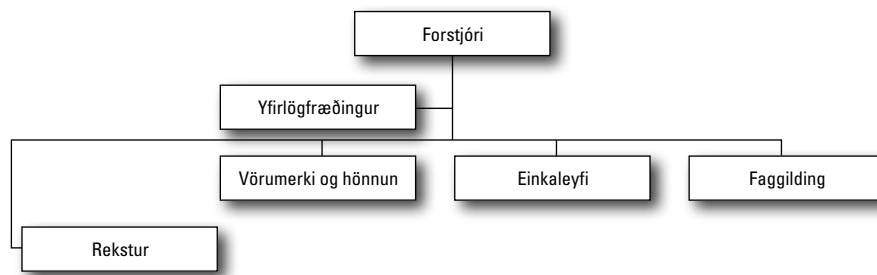 Forstjóri
Yfirlögfræðingur
Vörumerki og hönnun
Einkaleyfi
Faggilding
Rekstur